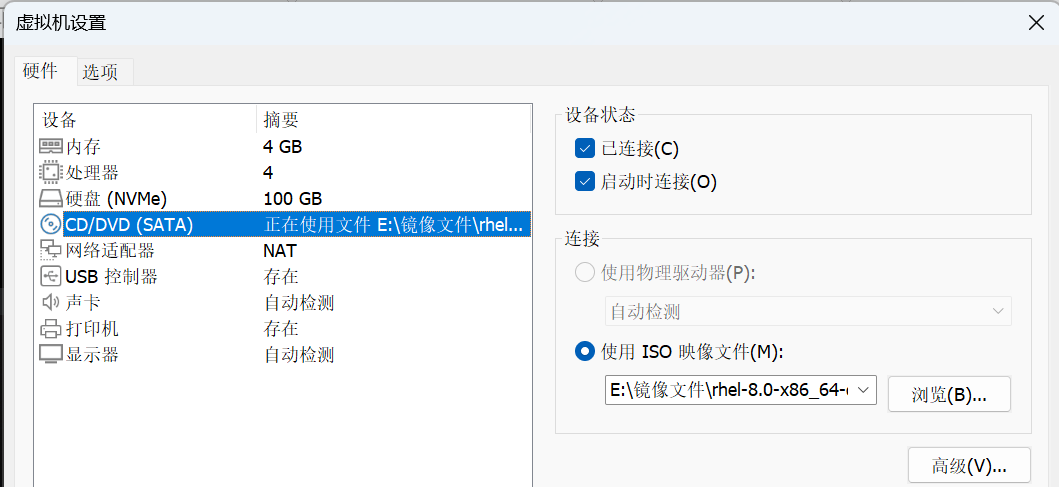 虚拟机设置
硬件 选项
设备 摘要
内存 4 GB
处理器 4
硬盘 (NVMe) 100 GB
CD/DVD (SATA) 正在使用文件 E:\镜像文件\rhel...
网络适配器 NAT
USB 控制器 存在
声卡 自动检测
打印机 存在
显示器 自动检测
设备状态
已连接(C)
启动时连接(O)
连接
使用物理驱动器(P):
自动检测
使用 ISO 映像文件(M):
E:\镜像文件\rhel-8.0-x86_64-
浏览(B)...
高级(V)...